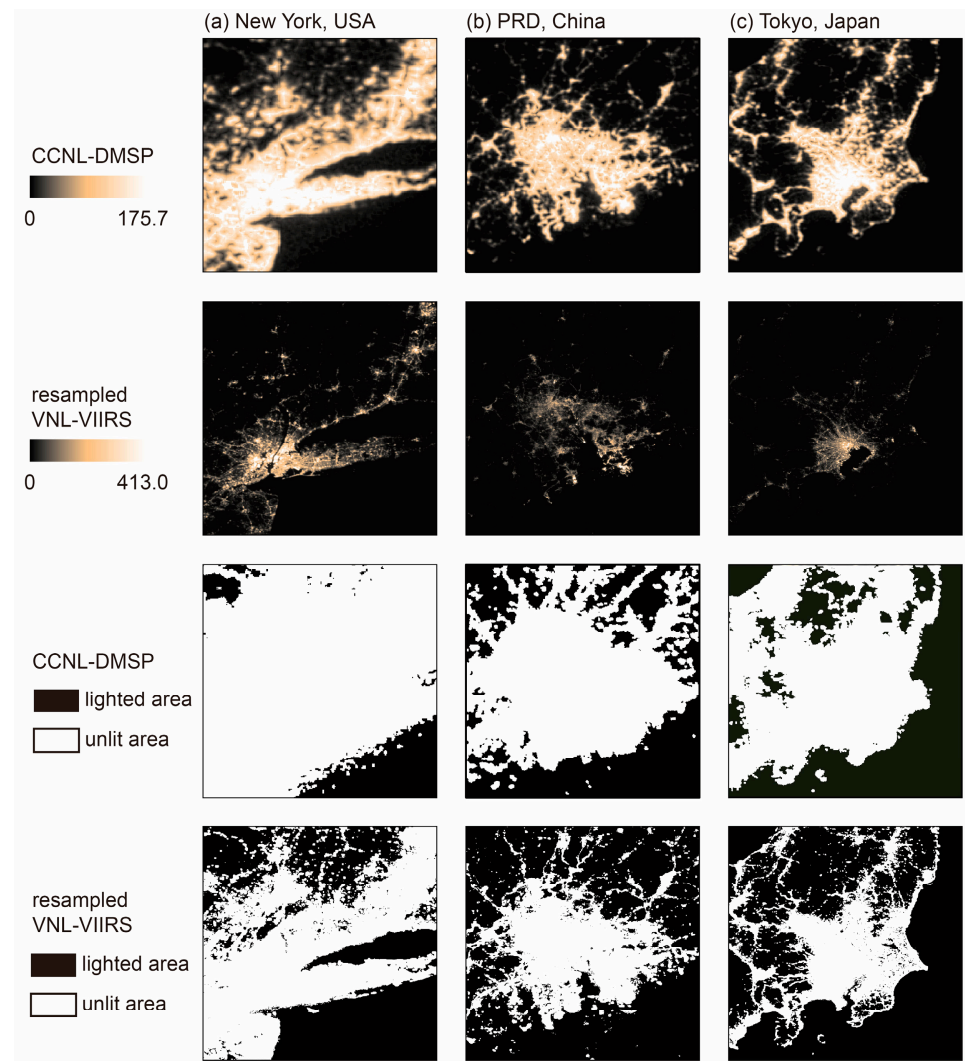 (a) New York, USA
(b) PRD, China
(c) Tokyo, Japan
CCNL-DMSP
0 175.7
resampled
VNL-VIIRS
0 413.0
CCNL-DMSP
lighted area
unlit area
resampled
VNL-VIIRS
lighted area
unlit area